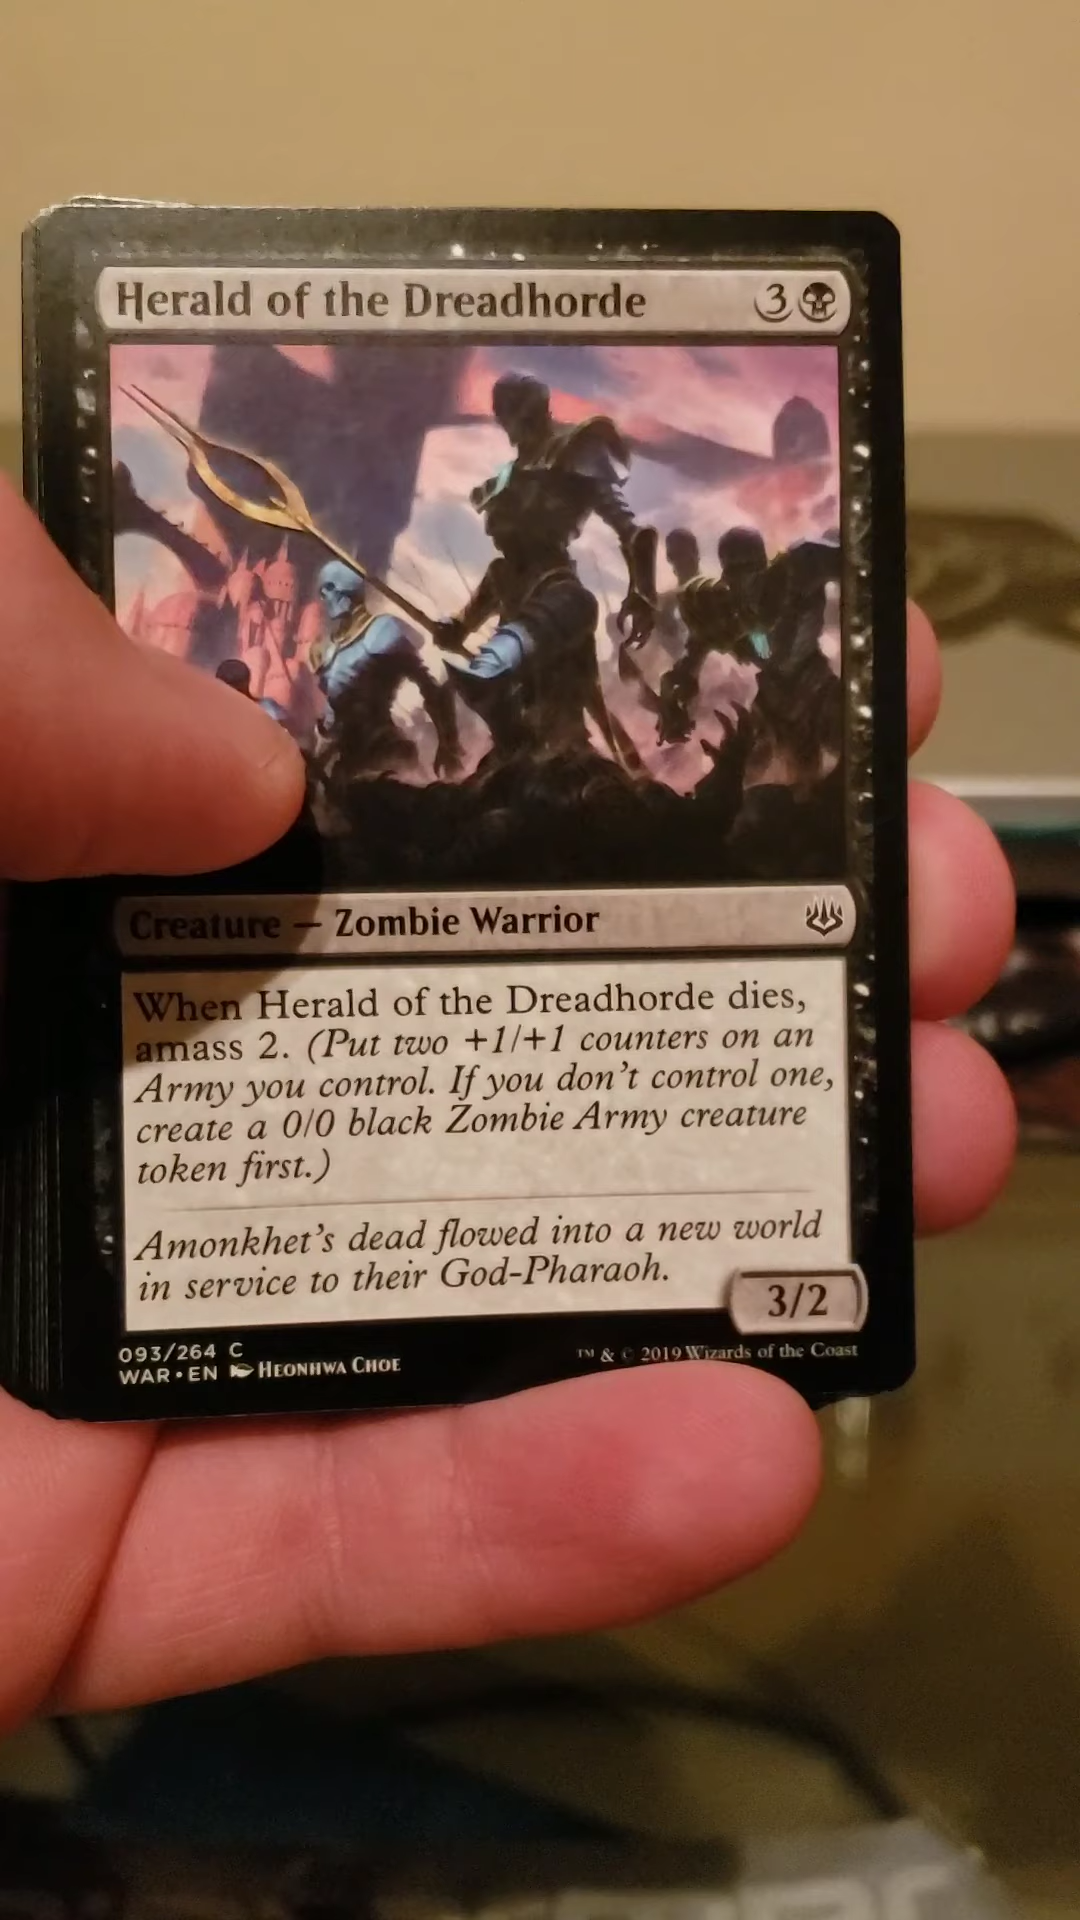 Herald of the Dreadhorde 3
Creature — Zombie Warrior
When Herald of the Dreadhorde dies,
amass 2. (Put two +1/+1 counters on an
Army you control. If you don't control one,
create a 0/0 black Zombie Army creature
token first.)
Amonkhet's dead flowed into a new world
in service to their God-Pharaoh.
3/2
093/264 C
WAR • EN HEONHWA CHOE
™ & © 2019 Wizards of the Coast